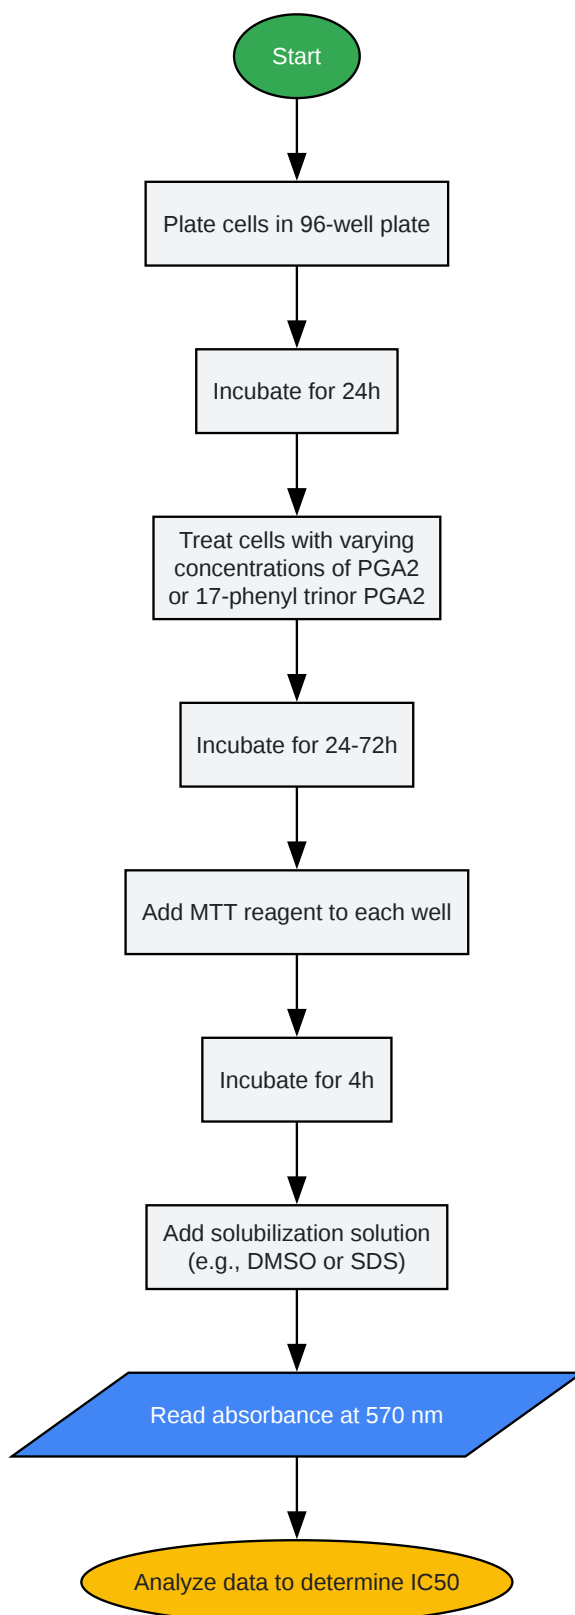 Start
Plate cells in 96-well plate
Incubate for 24h
Treat cells with varying
concentrations of PGA2
or 17-phenyl trinor PGA2
Incubate for 24-72h
Add MTT reagent to each well
Incubate for 4h
Add solubilization solution
(e.g., DMSO or SDS)
Read absorbance at 570 nm
Analyze data to determine IC50